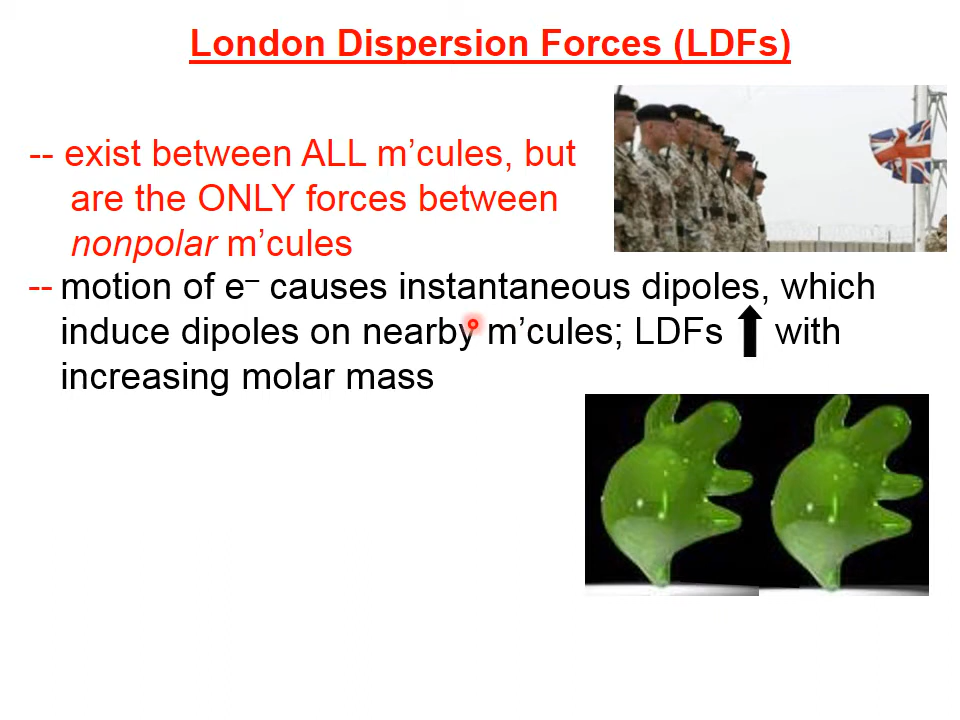 London Dispersion Forces (LDFs)
-- exist between ALL m’cules, but
are the ONLY forces between
nonpolar m’cules
-- motion of e– causes instantaneous dipoles, which
induce dipoles on nearby m’cules; LDFs with
increasing molar mass